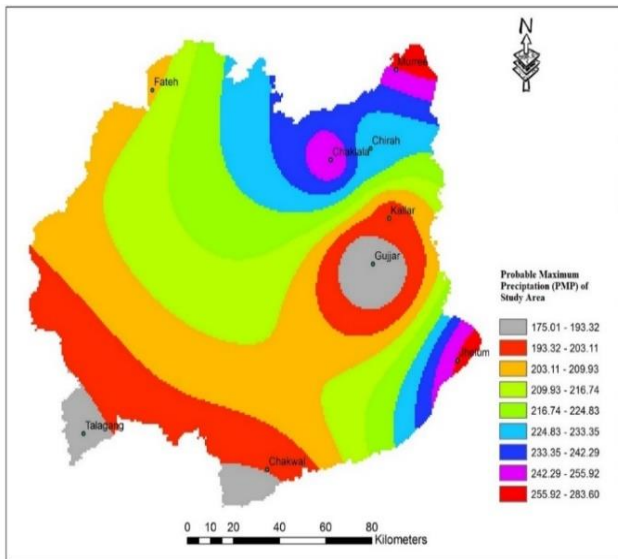 N
Murree
Fateh
Chirah
Chaklala
Kallar
Gujjar
Probable Maximum
Precipitation (PMP) of
Study Area
175.01 - 193.32
193.32 - 203.11
203.11 - 209.93
209.93 - 216.74
216.74 - 224.83
224.83 - 233.35
233.35 - 242.29
242.29 - 255.92
255.92 - 283.60
Jhelum
Talagang
Chakwal
0 5 10 20 40 60 80
Kilometers